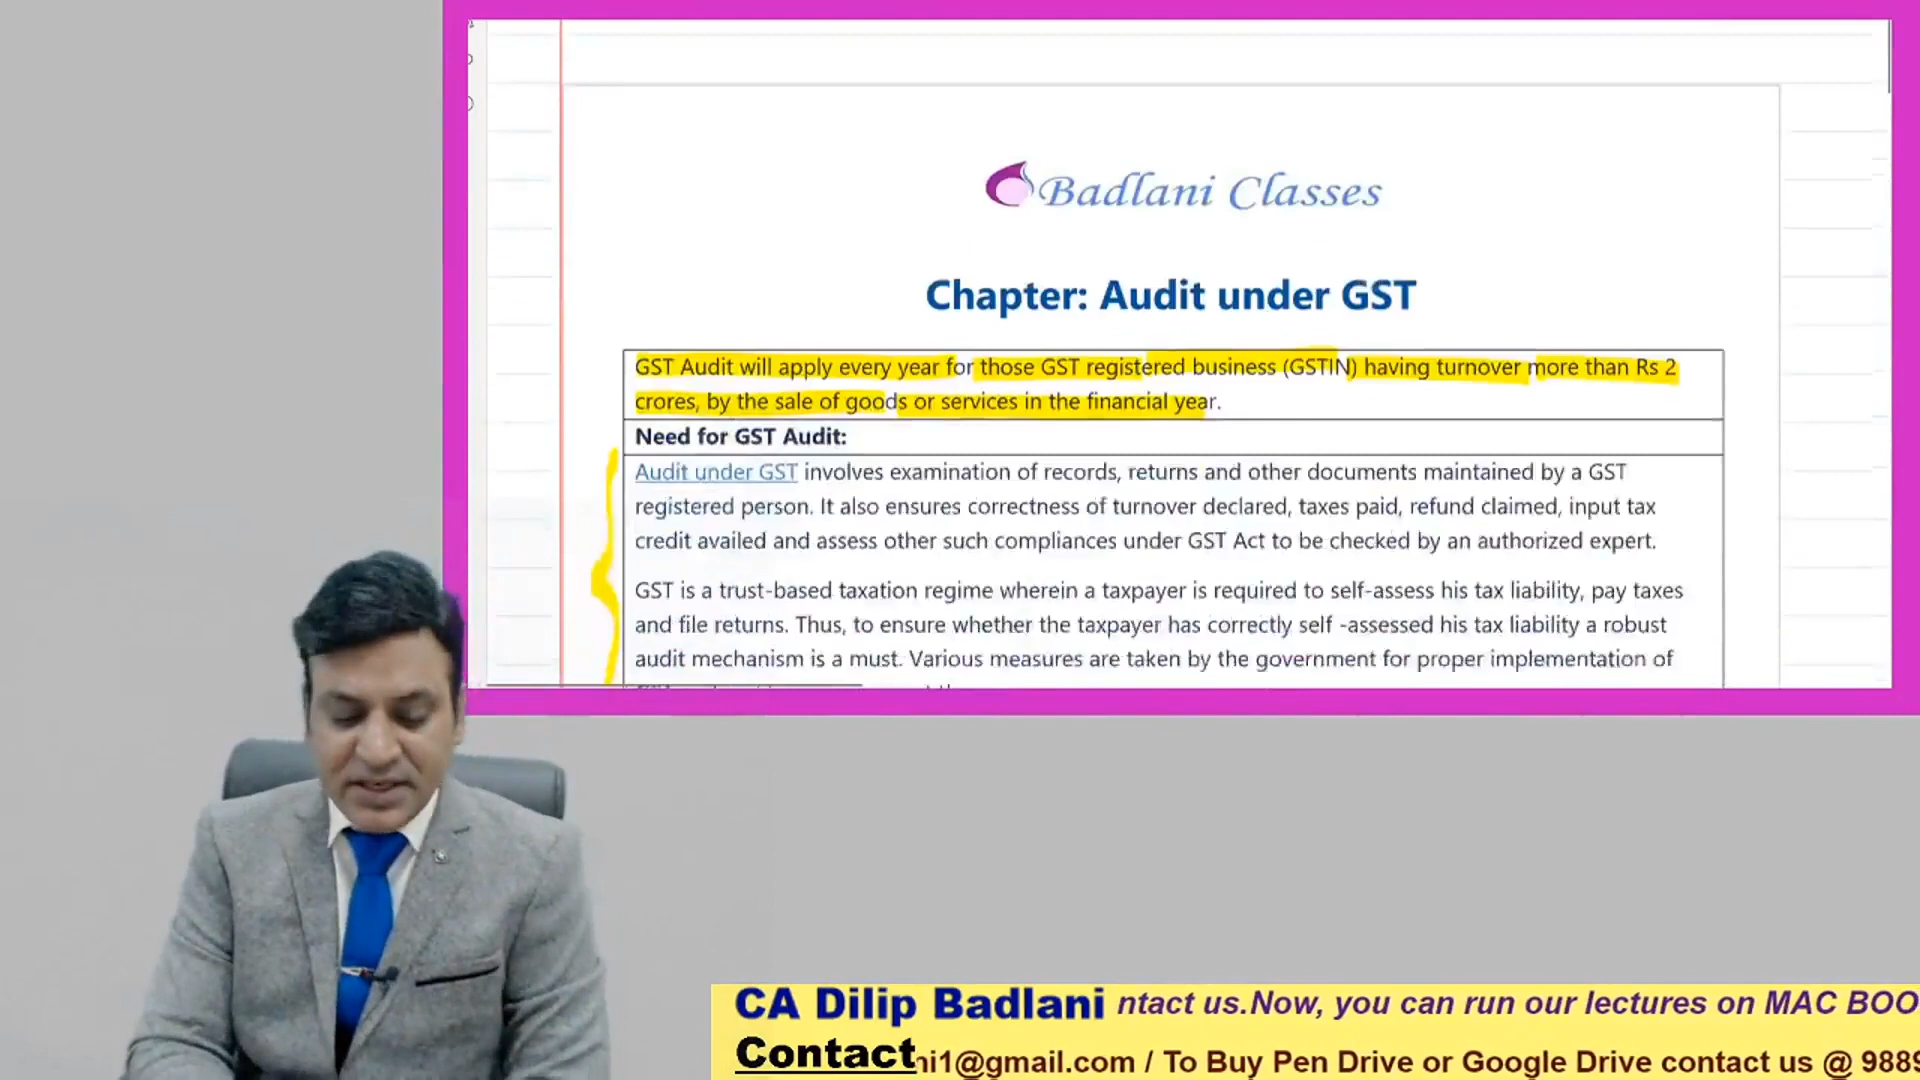 Badlani Classes
Chapter: Audit under GST
GST Audit will apply every year for those GST registered business (GSTIN) having turnover more than Rs 2
crores, by the sale of goods or services in the financial year.
Need for GST Audit:
Audit under GST involves examination of records, returns and other documents maintained by a GST
registered person. It also ensures correctness of turnover declared, taxes paid, refund claimed, input tax
credit availed and assess other such compliances under GST Act to be checked by an authorized expert.
GST is a trust-based taxation regime wherein a taxpayer is required to self-assess his tax liability, pay taxes
and file returns. Thus, to ensure whether the taxpayer has correctly self -assessed his tax liability a robust
audit mechanism is a must. Various measures are taken by the government for proper implementation of
CA Dilip Badlani ntact us.Now, you can run our lectures on MAC BOO
Contact ni1@gmail.com / To Buy Pen Drive or Google Drive contact us @ 9889